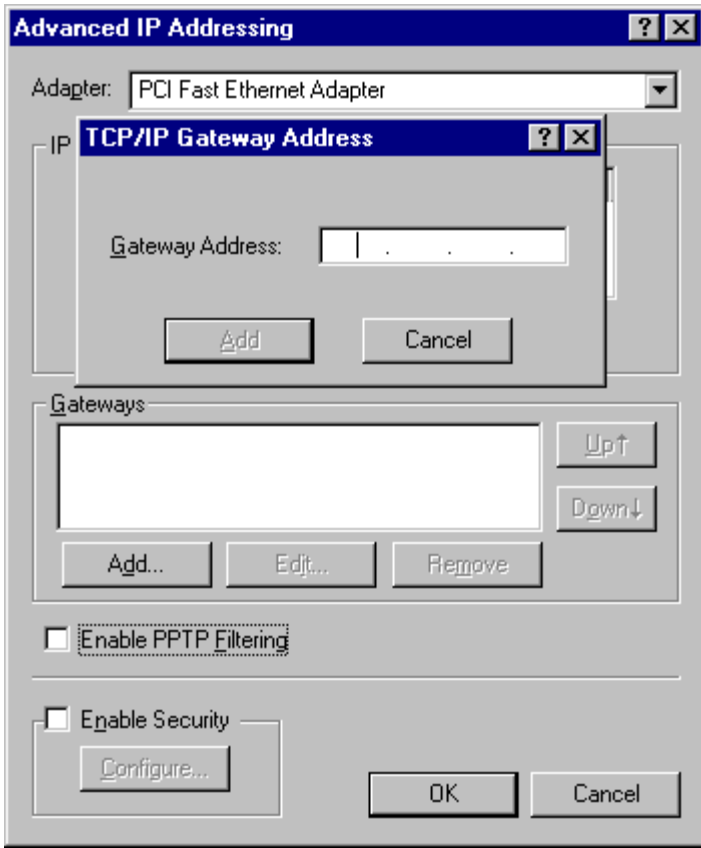 Advanced IP Addressing
Adapter: PCI Fast Ethernet Adapter
IP
TCP/IP Gateway Address
Gateway Address: . . .
Add
Cancel
Gateways
Up↑
Down↓
Add...
Edit...
Remove
Enable PPTP Filtering
Enable Security
Configure...
OK
Cancel